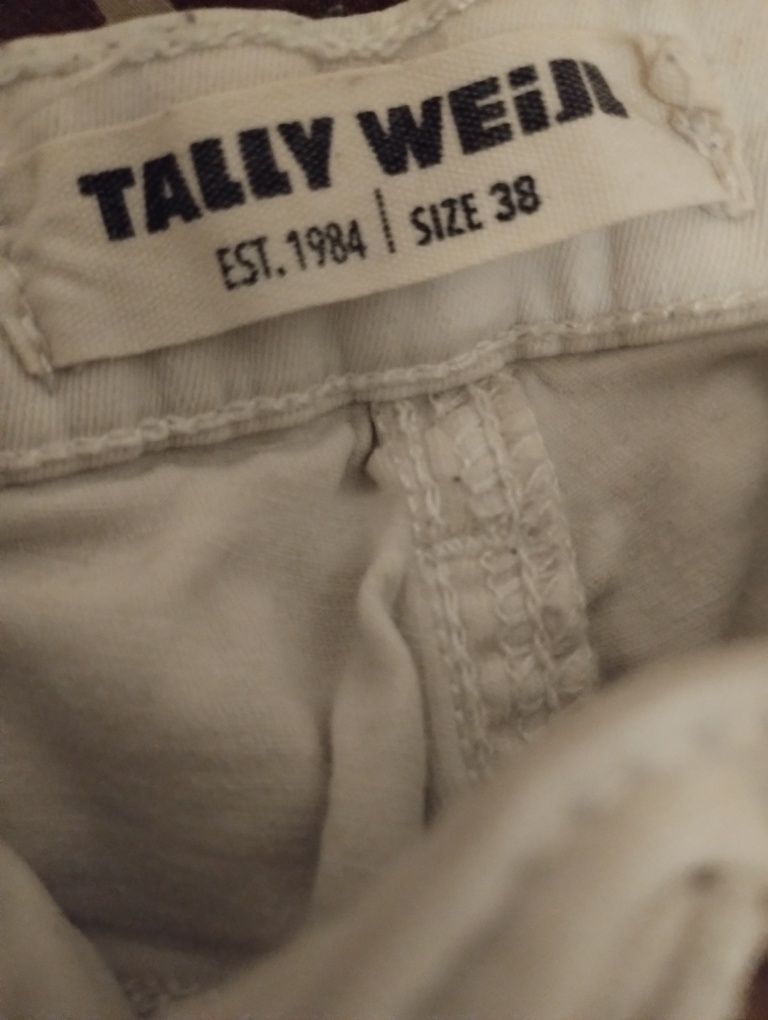 TALLY WEiJL
EST. 1984 | SIZE 38